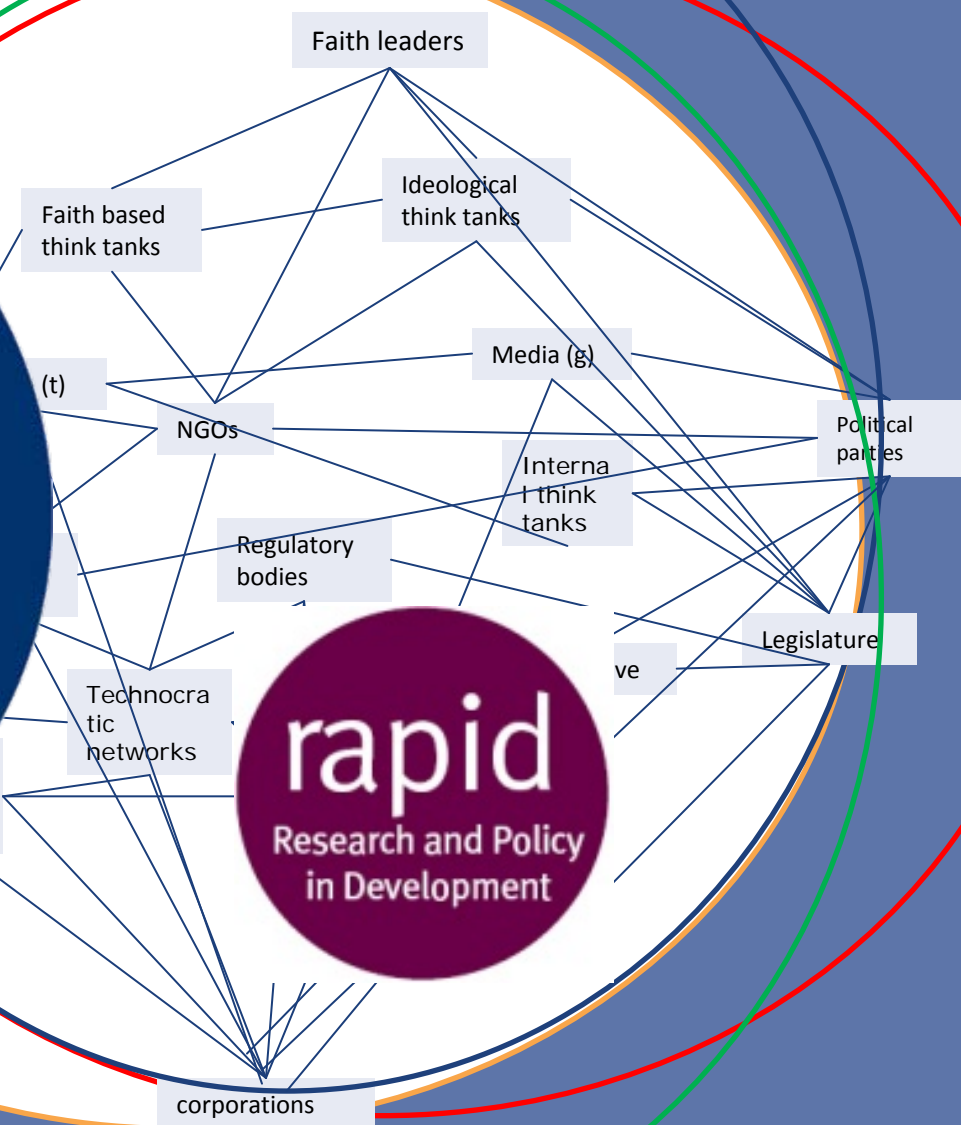 Faith leaders
Ideological
think tanks
Faith based
think tanks
Media (g)
(t)
NGOs
Political
parties
Interna
l think
tanks
Regulatory
bodies
Legislature
ve
Technocra
tic
networks
rapid
Research and Policy
in Development
corporations